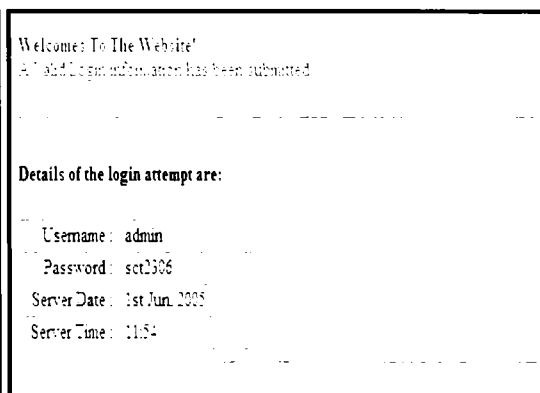 Welcomes To The Website!
A Valid Login information has been submitted
Details of the login attempt are:
Username : admin
Password : sct2306
Server Date : 1st Jun, 2005
Server Time : 11:54